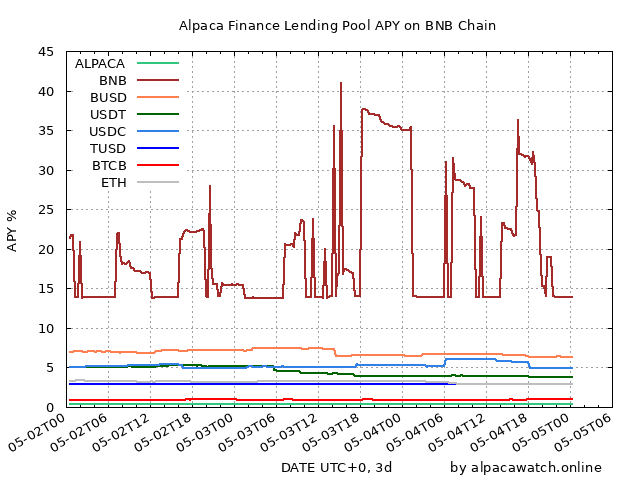 Alpaca Finance Lending Pool APY on BNB Chain
45
40
35
30
25
20
15
10
5
0
APY %
ALPACA
BNB
BUSD
USDT
USDC
TUSD
BTCB
ETH
05-02T00
05-02T06
05-02T12
05-02T18
05-03T00
05-03T06
05-03T12
05-03T18
05-04T00
05-04T06
05-04T12
05-04T18
05-05T00
05-05T06
DATE UTC+0, 3d
by alpacawatch.online